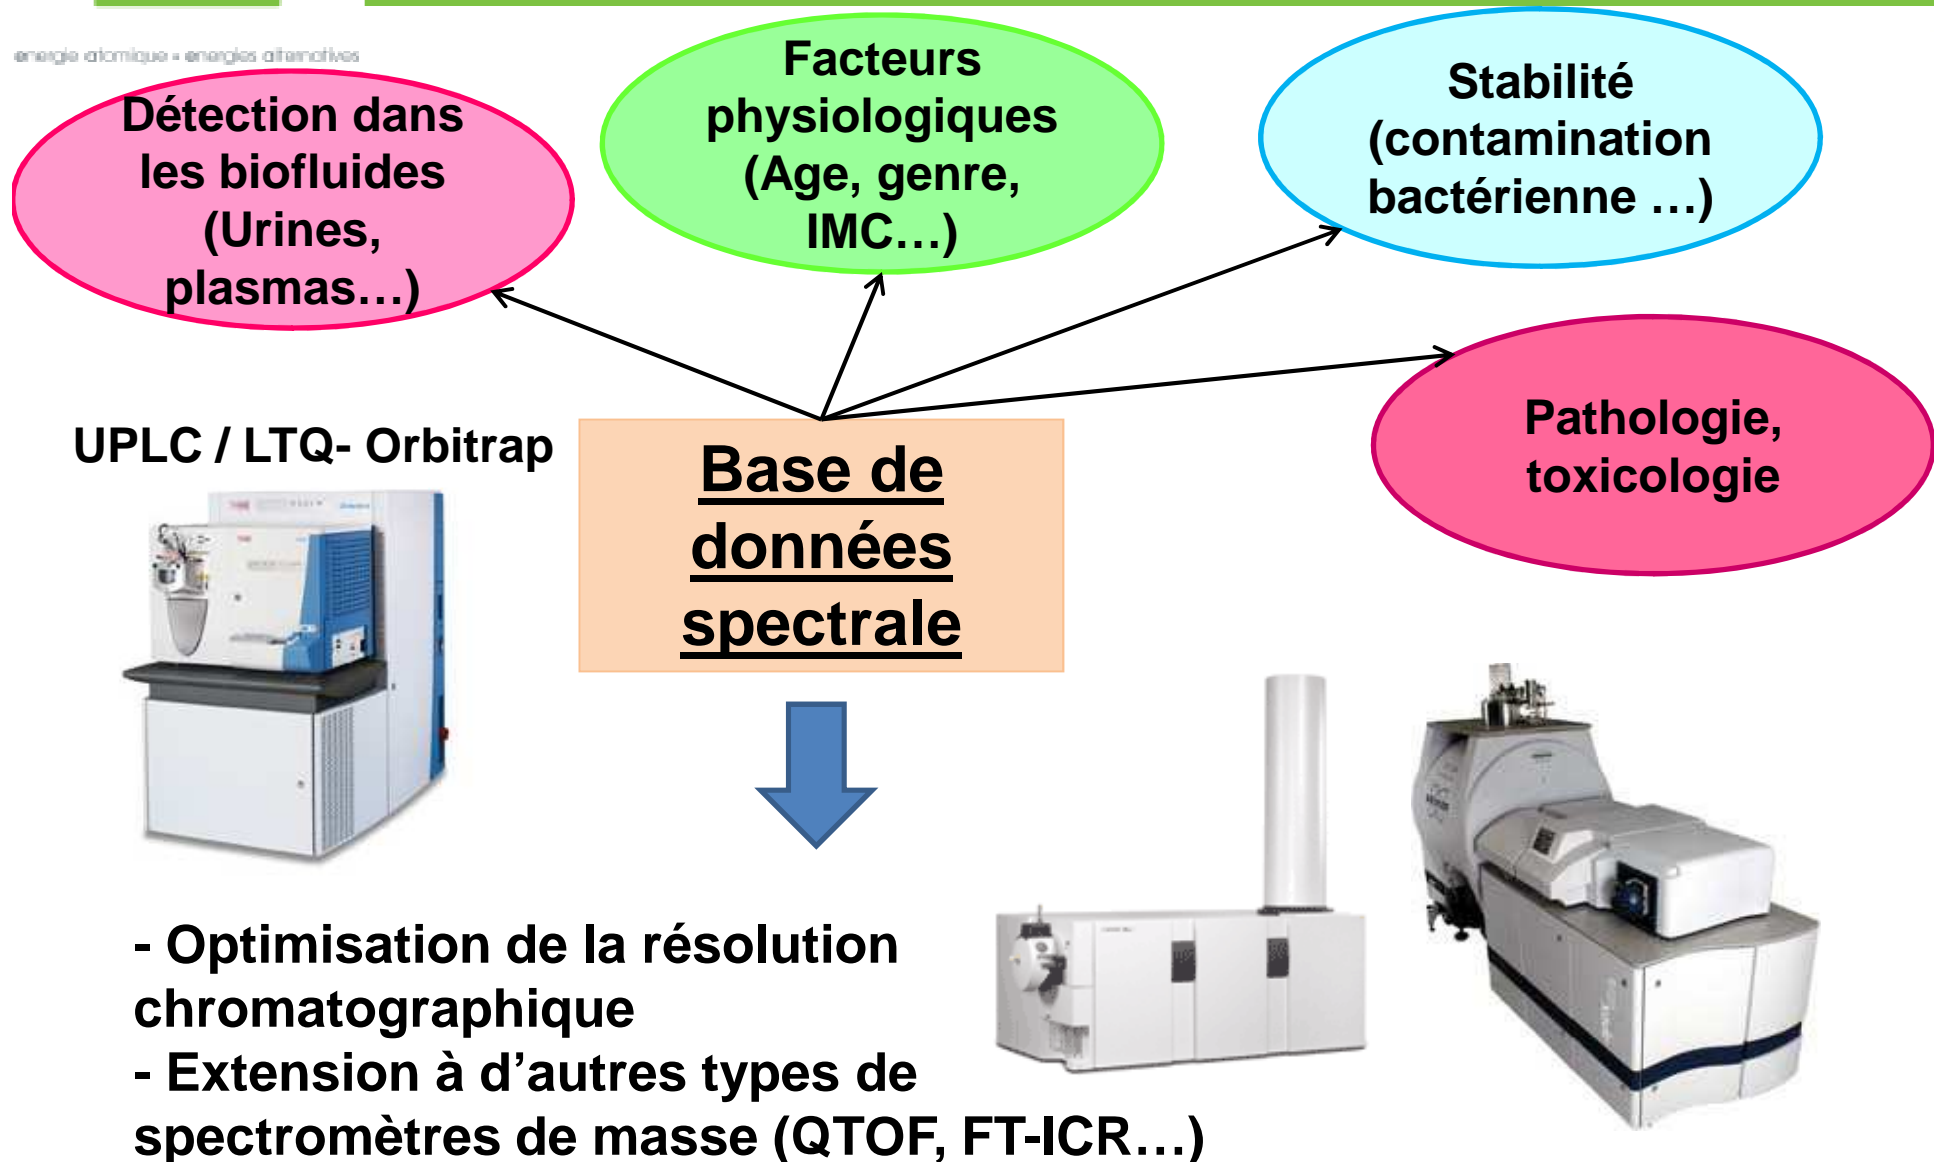 energie atomique • energies alternatives
Détection dans
les biofluides
(Urines,
plasmas…)
Facteurs
physiologiques
(Age, genre,
IMC…)
Stabilité
(contamination
bactérienne …)
Pathologie,
toxicologie
UPLC / LTQ- Orbitrap
Base de
données
spectrale
- Optimisation de la résolution
chromatographique
- Extension à d’autres types de
spectromètres de masse (QTOF, FT-ICR…)